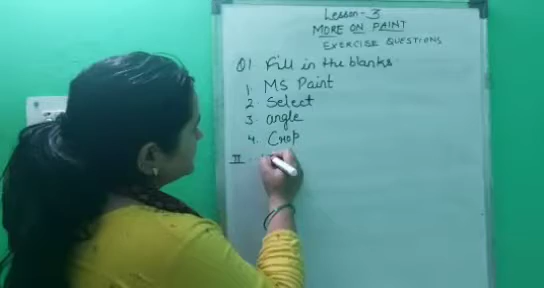 Lesson-3
MORE ON PAINT
EXERCISE QUESTIONS
Q1 Fill in the blanks
1. MS Paint
2. Select
3. angle
4. Crop
II.